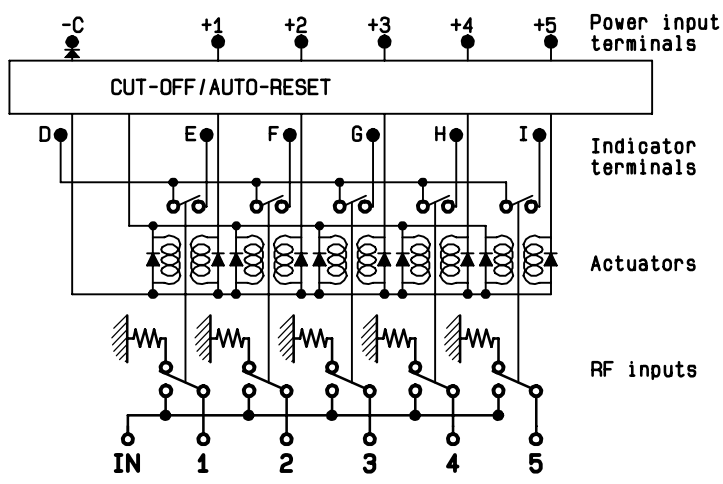 -C +1 +2 +3 +4 +5 Power input
terminals
CUT-OFF/AUTO-RESET
D E F G H I
Indicator
terminals
Actuators
RF inputs
IN 1 2 3 4 5